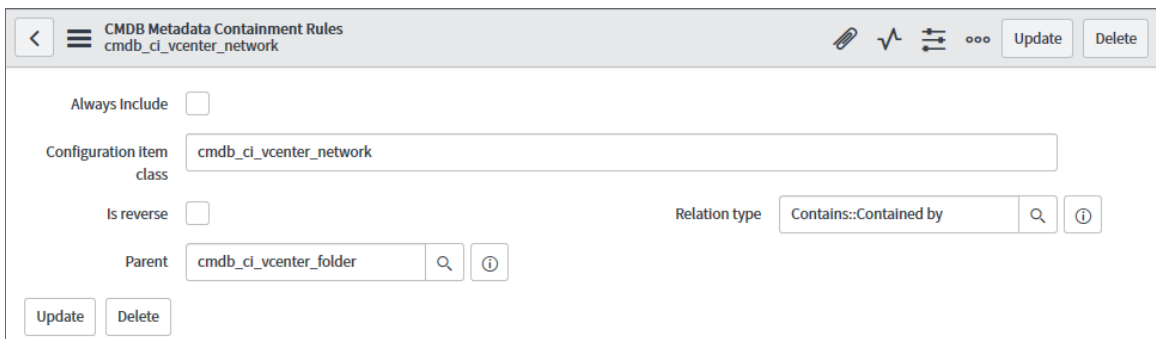 CMDB Metadata Containment Rules
cmdb_ci_vcenter_network
Update
Delete
Always Include
Configuration item
class
cmdb_ci_vcenter_network
Is reverse
Relation type
Contains::Contained by
Parent
cmdb_ci_vcenter_folder
Update
Delete